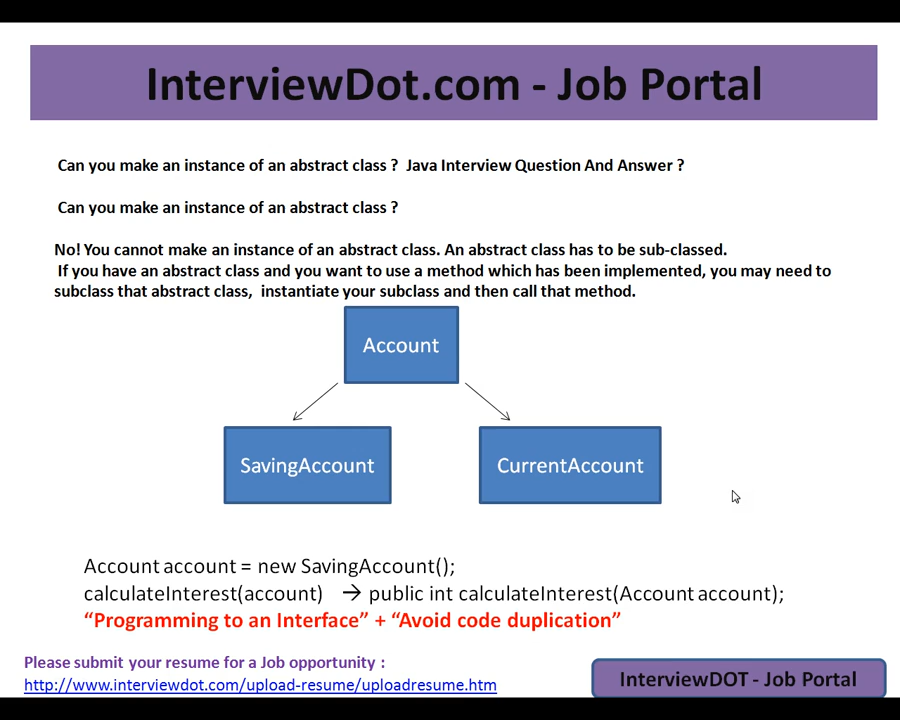 InterviewDot.com - Job Portal
Can you make an instance of an abstract class ? Java Interview Question And Answer ?
Can you make an instance of an abstract class ?
No! You cannot make an instance of an abstract class. An abstract class has to be sub-classed.
If you have an abstract class and you want to use a method which has been implemented, you may need to
subclass that abstract class, instantiate your subclass and then call that method.
Account
SavingAccount
CurrentAccount
Account account = new SavingAccount();
calculateInterest(account) → public int calculateInterest(Account account);
“Programming to an Interface” + “Avoid code duplication”
Please submit your resume for a Job opportunity :
http://www.interviewdot.com/upload-resume/uploadresume.htm
InterviewDOT - Job Portal